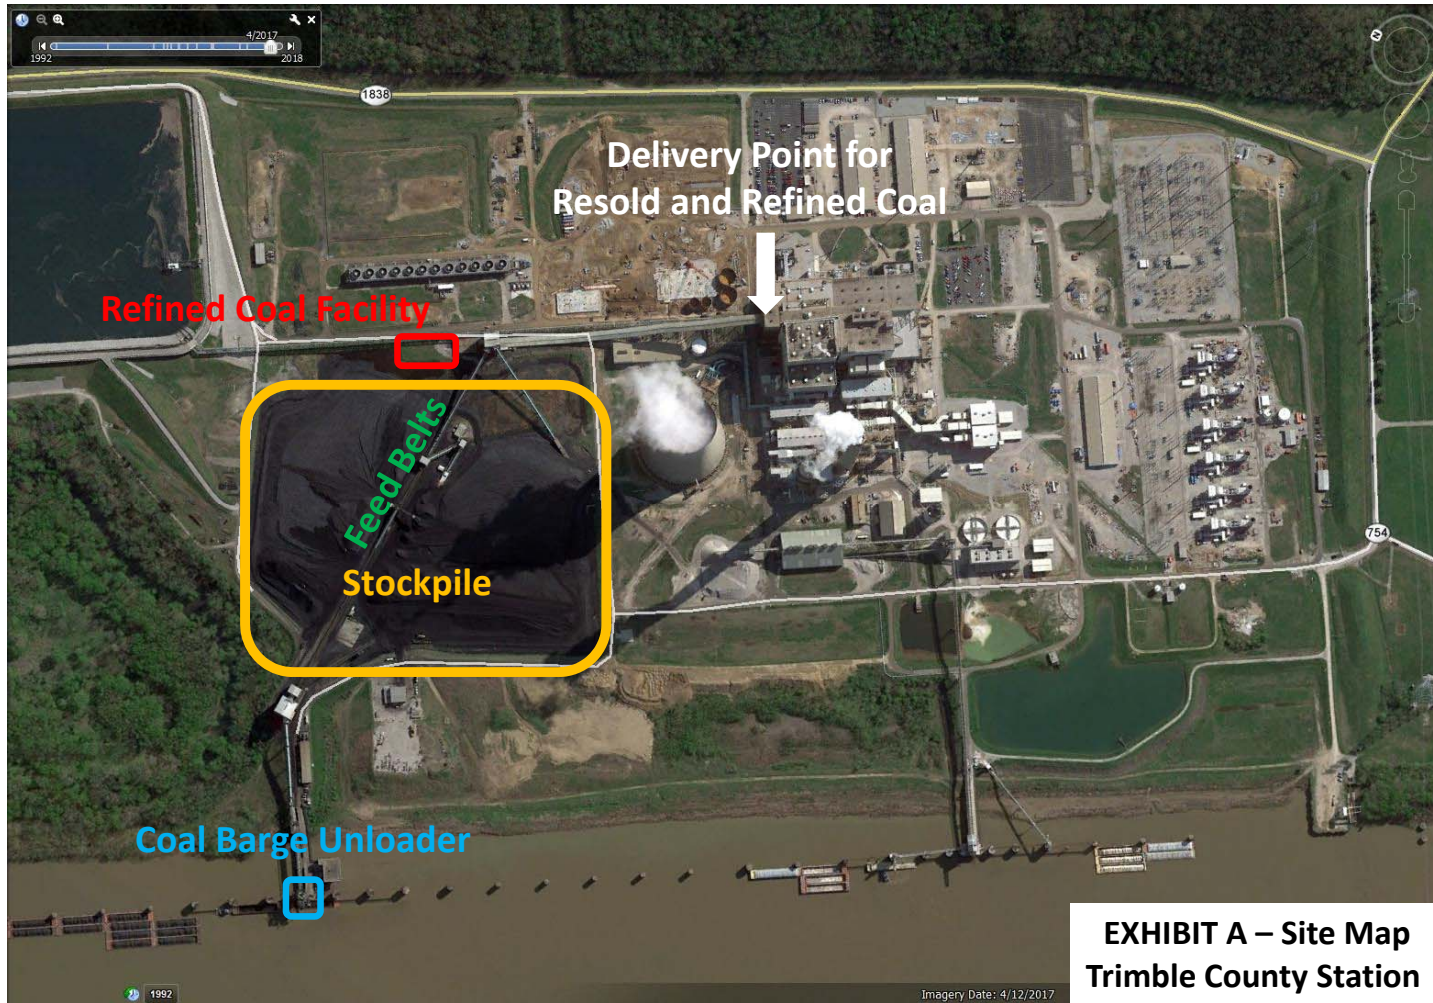 4/2017
1992
2018
1838
N
Delivery Point for
Resold and Refined Coal
Refined Coal Facility
Feed Belts
Stockpile
754
Coal Barge Unloader
EXHIBIT A – Site Map
Trimble County Station
1992
Imagery Date: 4/12/2017